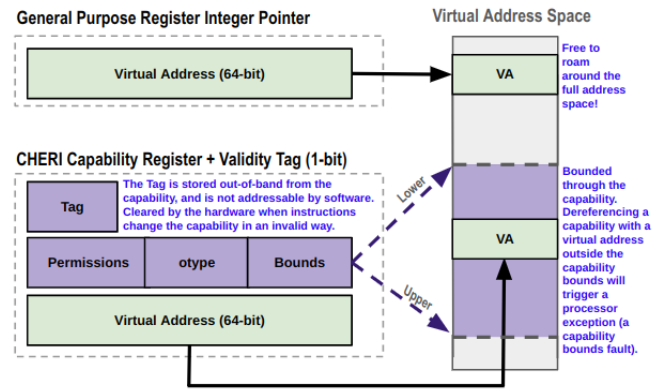 General Purpose Register Integer Pointer
Virtual Address (64-bit)
Virtual Address Space
VA
Free to
roam
around the
full address
space!
CHERI Capability Register + Validity Tag (1-bit)
Tag
The Tag is stored out-of-band from the
capability, and is not addressable by software.
Cleared by the hardware when instructions
change the capability in an invalid way.
Permissions
otype
Bounds
Virtual Address (64-bit)
Lower
Upper
VA
Bounded
through the
capability.
Dereferencing a
capability with a
virtual address
outside the
capability
bounds will
trigger a
processor
exception (a
capability
bounds fault).